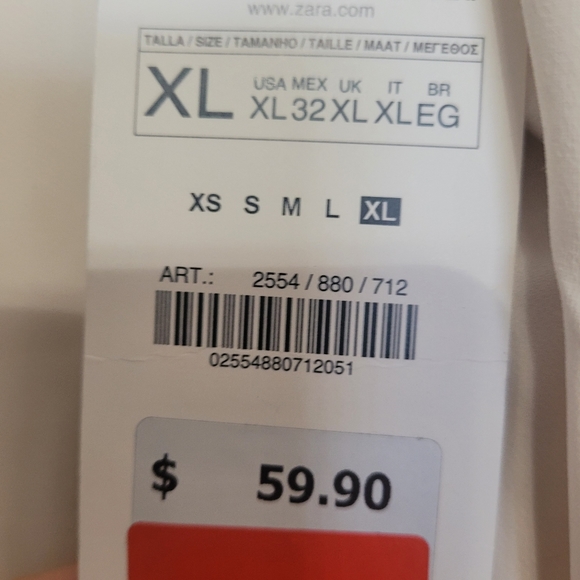 www.zara.com
TALLA / SIZE / TAMANHO / TAILLE / MAAT / ΜΕΓΕΘΟΣ
XL
USA MEX UK IT BR
XL 32 XL XL EG
XS S M L XL
ART.: 2554 / 880 / 712
02554880712051
$ 59.90